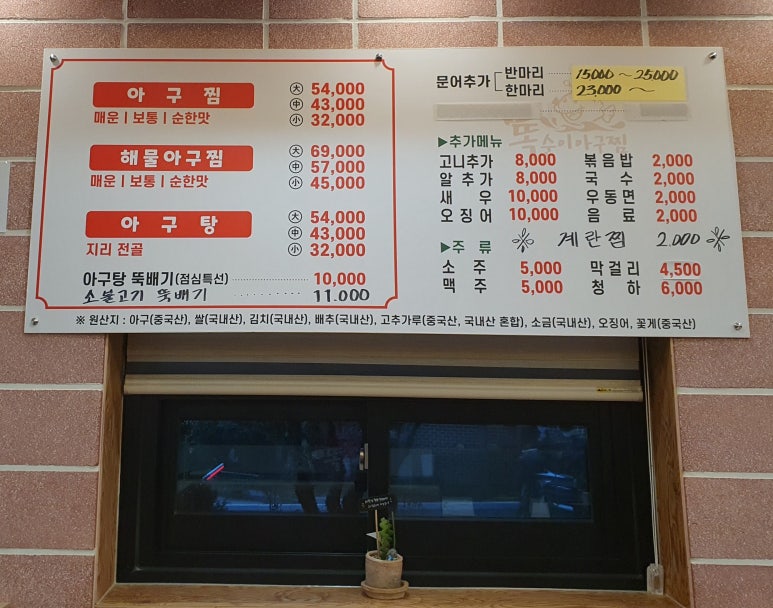 아구찜
매운 | 보통 | 순한맛
大 54,000
中 43,000
小 32,000
해물아구찜
매운 | 보통 | 순한맛
大 69,000
中 57,000
小 45,000
아구탕
지리 전골
大 54,000
中 43,000
小 32,000
아구탕 뚝배기(점심특선) 10,000
소불고기 뚝배기 11.000
문어추가
반마리 15000 ~ 25000
한마리 23,000 ~
뚝수이아구찜
▶추가메뉴
고니추가 8,000 볶음밥 2,000
알추가 8,000 국수 2,000
새우 10,000 우동면 2,000
오징어 10,000 음료 2,000
계란찜 2.000
▶주류
소주 5,000 막걸리 4,500
맥주 5,000 청하 6,000
※ 원산지 : 아구(중국산), 쌀(국내산), 김치(국내산), 배추(국내산), 고추가루(중국산, 국내산 혼합), 소금(국내산), 오징어, 꽃게(중국산)